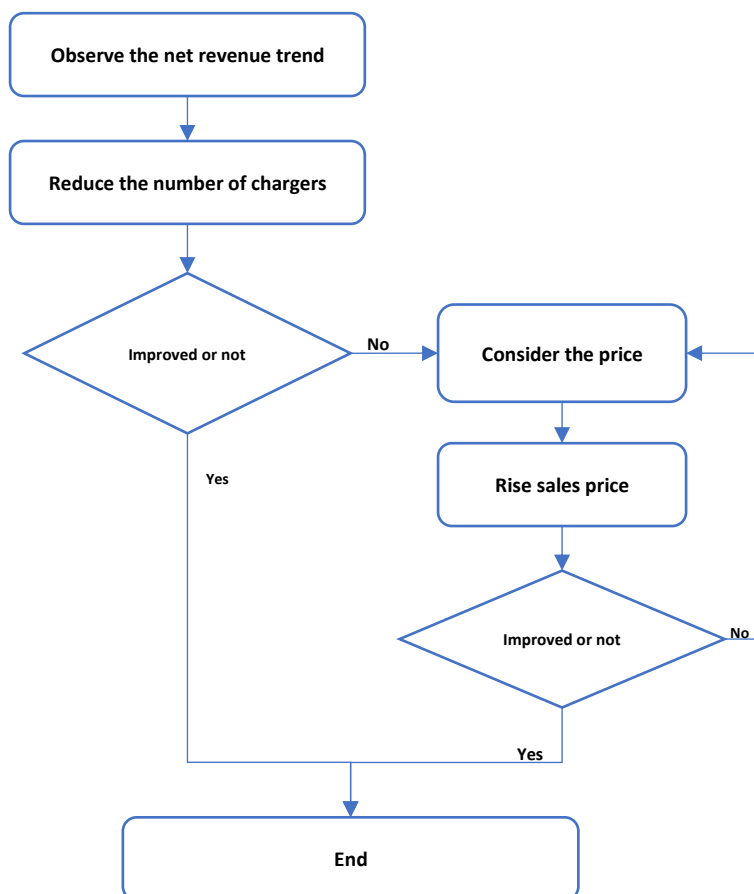 Observe the net revenue trend
Reduce the number of chargers
Improved or not
No
Consider the price
Yes
Rise sales price
Improved or not
No
Yes
End